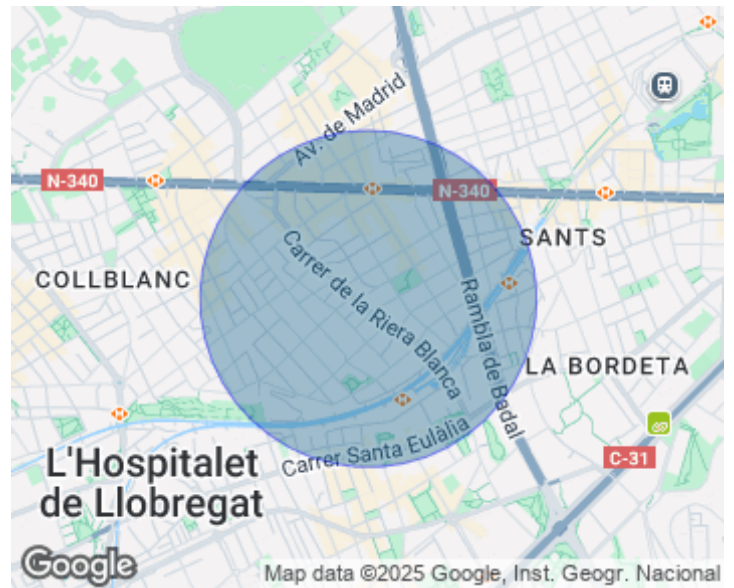 Av. de Madrid
N-340
N-340
Carrer de la Riera Blanca
SANTS
COLLBLANC
Rambla de Badal
LA BORDETA
Carrer Santa Eulàlia
L'Hospitalet
de Llobregat
C-31
Google
Map data ©2025 Google, Inst. Geogr. Nacional